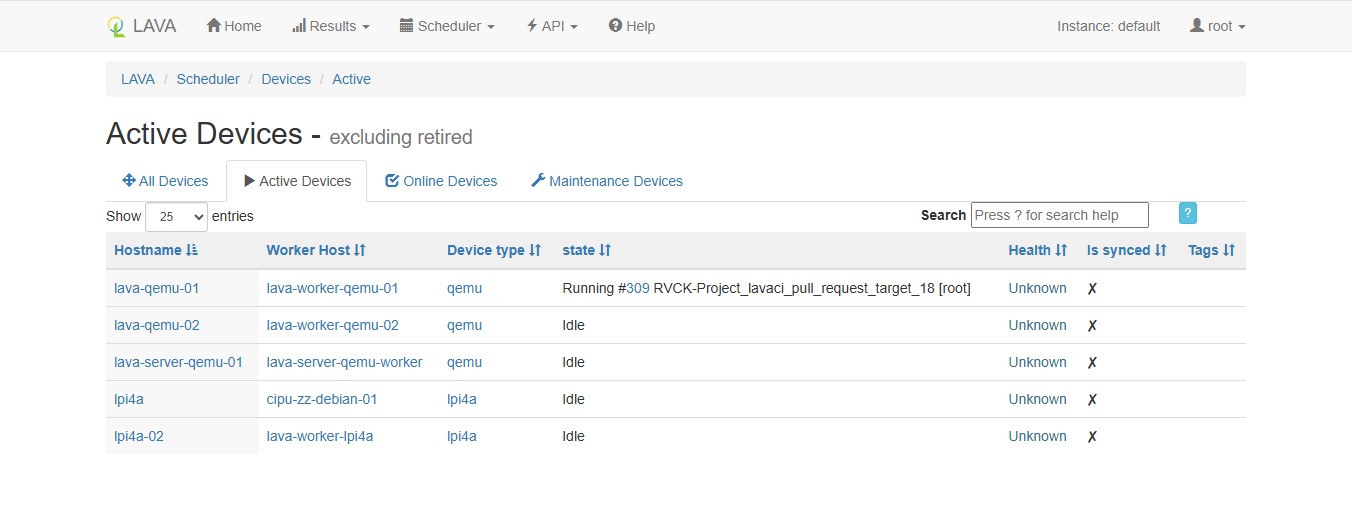 LAVA Home Results Scheduler API Help Instance: default root
LAVA / Scheduler / Devices / Active
Active Devices - excluding retired
All Devices Active Devices Online Devices Maintenance Devices
Show 25 entries Search Press ? for search help ?
Hostname Worker Host Device type state Health Is synced Tags
lava-qemu-01 lava-worker-qemu-01 qemu Running #309 RVCK-Project_lavaci_pull_request_target_18 [root] Unknown ✗
lava-qemu-02 lava-worker-qemu-02 qemu Idle Unknown ✗
lava-server-qemu-01 lava-server-qemu-worker qemu Idle Unknown ✗
lpi4a cipu-zz-debian-01 lpi4a Idle Unknown ✗
lpi4a-02 lava-worker-lpi4a lpi4a Idle Unknown ✗